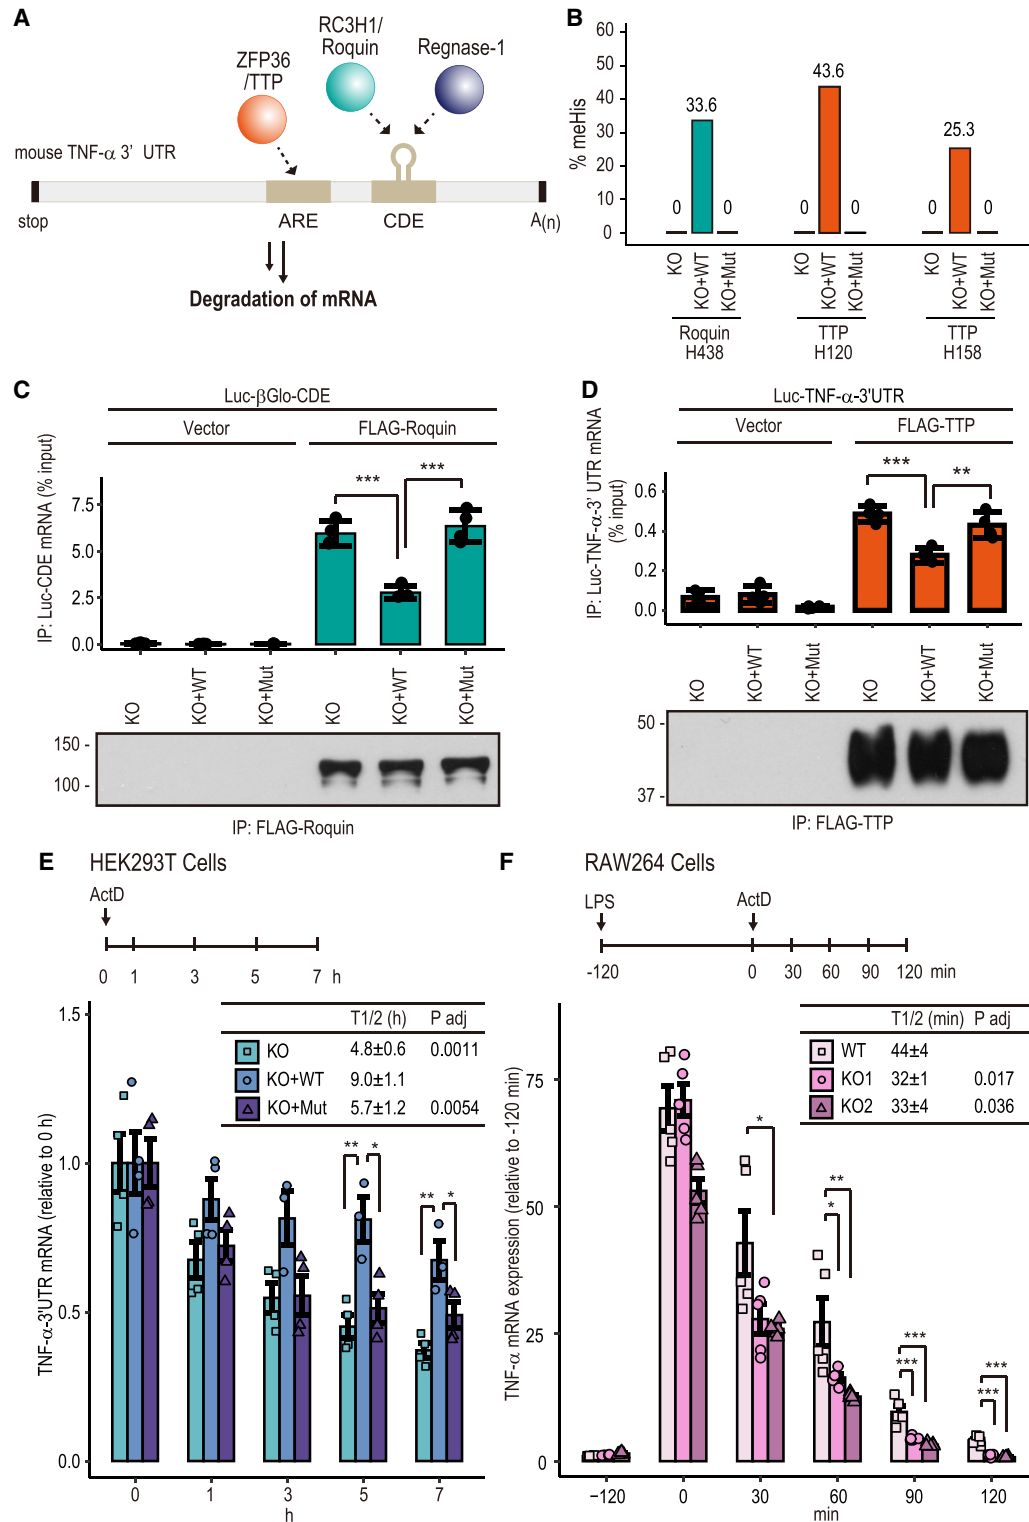 A
ZFP36
/TTP
RC3H1/
Roquin
Regnase-1
mouse TNF-α 3' UTR
stop
ARE
CDE
A(n)
Degradation of mRNA
B
% meHis
60
50
40
30
20
10
0
0
33.6
0
0
43.6
0
0
25.3
0
KO
KO+WT
KO+Mut
KO
KO+WT
KO+Mut
KO
KO+WT
KO+Mut
Roquin
H438
TTP
H120
TTP
H158
C
Luc-βGlo-CDE
Vector
FLAG-Roquin
IP: Luc-CDE mRNA (% input)
7.5
5.0
2.5
0.0
***
***
KO
KO+WT
KO+Mut
KO
KO+WT
KO+Mut
150 -
100 -
IP: FLAG-Roquin
D
Luc-TNF-α-3'UTR
Vector
FLAG-TTP
IP: Luc-TNF-α-3' UTR mRNA
(% input)
0.6
0.4
0.2
0.0
***
**
KO
KO+WT
KO+Mut
KO
KO+WT
KO+Mut
50 -
37 -
IP: FLAG-TTP
E HEK293T Cells
ActD
0 1 3 5 7 h
TNF-α-3'UTR mRNA (relative to 0 h)
1.5
1.0
0.5
0.0
T1/2 (h) P adj
KO 4.8±0.6 0.0011
KO+WT 9.0±1.1
KO+Mut 5.7±1.2 0.0054
** *
** *
0 1 3 5 7
h
F RAW264 Cells
LPS
ActD
-120 0 30 60 90 120 min
TNF-α mRNA expression (relative to -120 min)
75
50
25
0
T1/2 (min) P adj
WT 44±4
KO1 32±1 0.017
KO2 33±4 0.036
*
**
*
***
***
***
***
−120 0 30 60 90 120
min